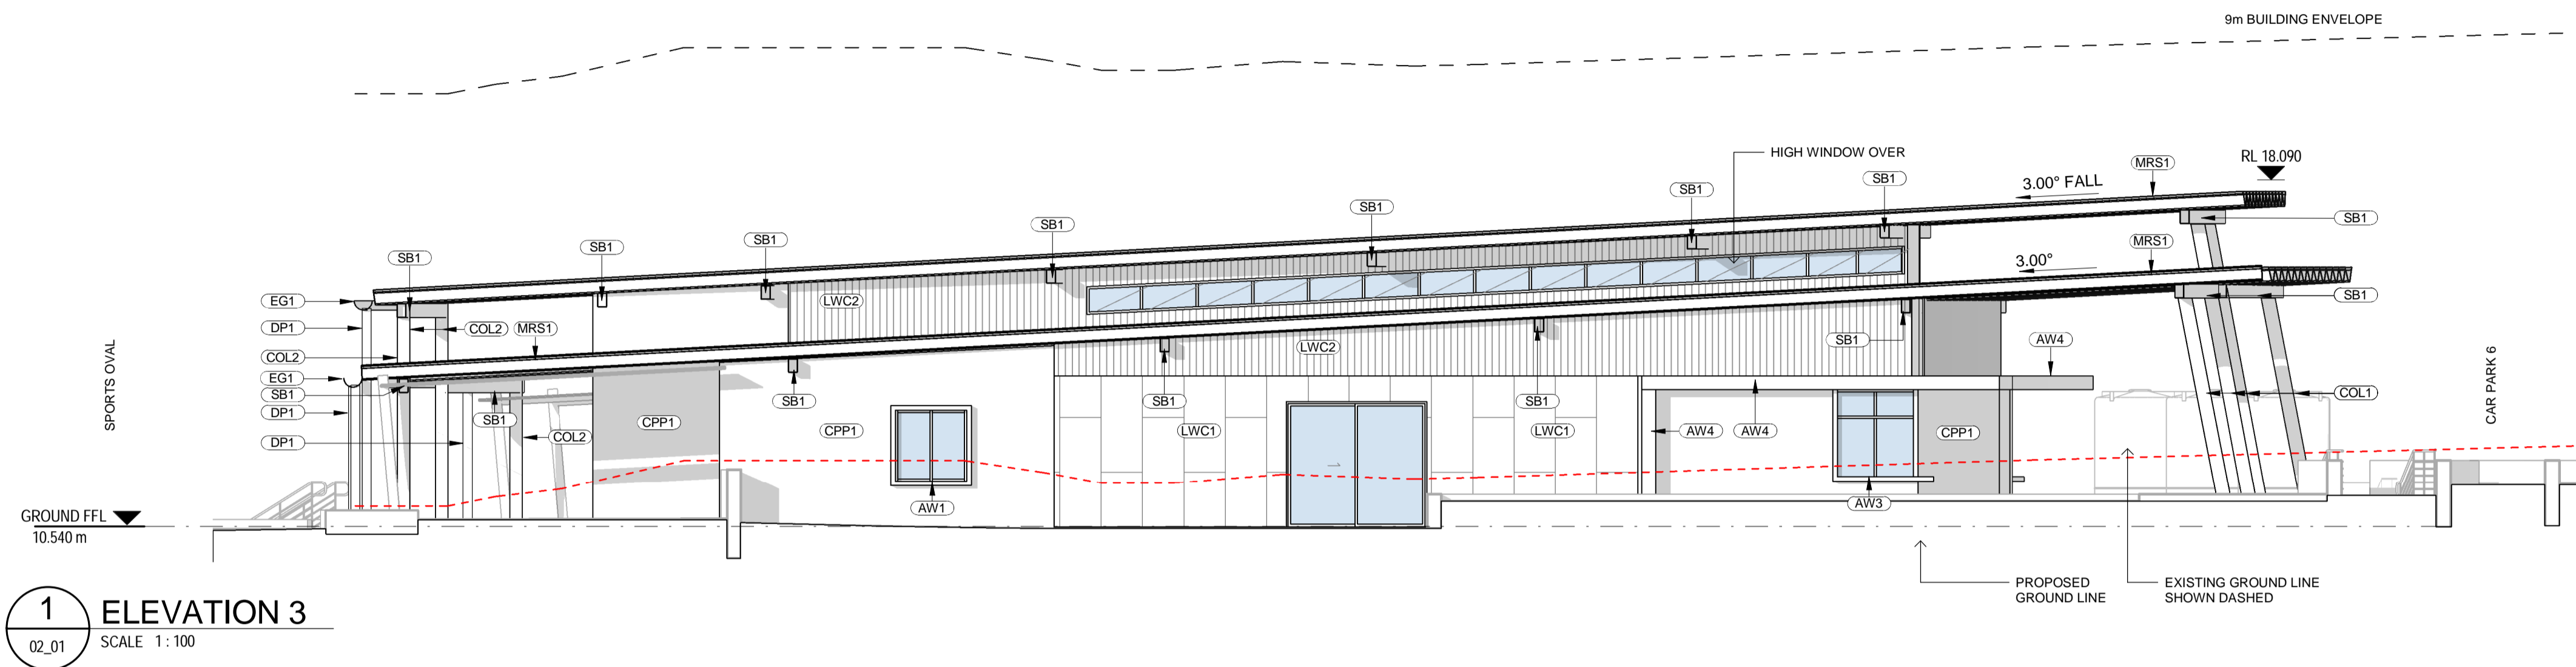 9m BUILDING ENVELOPE
HIGH WINDOW OVER
RL 18.090
MRS1
3.00° FALL
SB1
SB1
SB1
SB1
SB1
SB1
SB1
SB1
MRS1
3.00°
SB1
EG1
LWC2
DP1
COL2
MRS1
SB1
AW4
LWC2
COL2
EG1
SB1
DP1
DP1
SB1
COL2
CPP1
SB1
CPP1
SB1
LWC1
SB1
LWC1
AW4
AW4
CPP1
COL1
SPORTS OVAL
CAR PARK 6
AW1
AW3
GROUND FFL
10.540 m
PROPOSED
GROUND LINE
EXISTING GROUND LINE
SHOWN DASHED
1
02_01
ELEVATION 3
SCALE 1 : 100